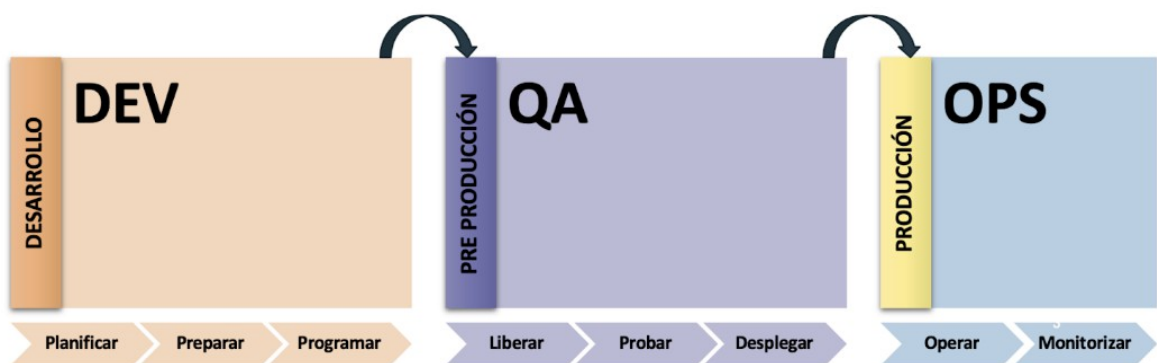 DESARROLLO
DEV
PRE PRODUCCIÓN
QA
PRODUCCIÓN
OPS
Planificar
Preparar
Programar
Liberar
Probar
Desplegar
Operar
Monitorizar